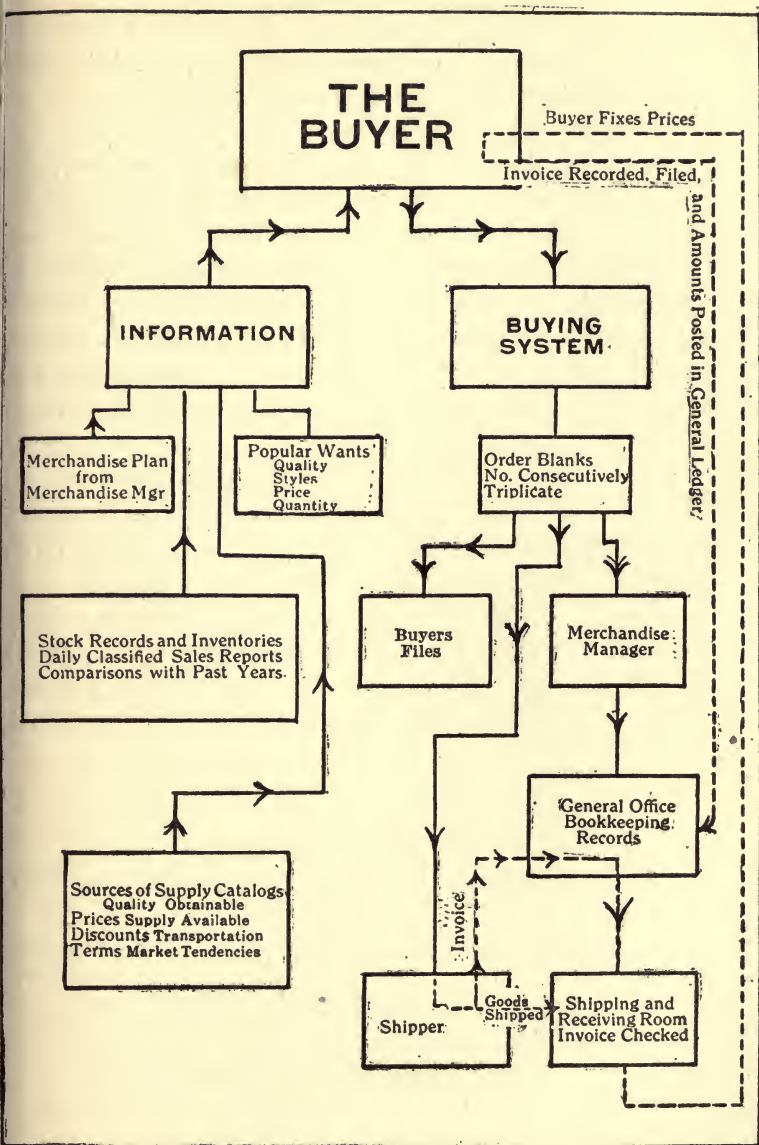 THE
BUYER
Buyer Fixes Prices
Invoice Recorded, Filed,
and Amounts Posted in General Ledger,
INFORMATION
BUYING
SYSTEM
Merchandise Plan
from
Merchandise Mgr
Popular Wants
Quality
Styles
Price
Quantity
Order Blanks
No. Consecutively
Triplicate
Stock Records and Inventories
Daily Classified Sales Reports
Comparisons with Past Years
Buyers
Files
Merchandise
Manager
General Office
Bookkeeping
Records
Sources of Supply Catalogs
Quality Obtainable
Prices Supply Available
Discounts Transportation
Terms Market Tendencies
Invoice
Shipper
Goods
Shipped
Shipping and
Receiving Room
Invoice Checked